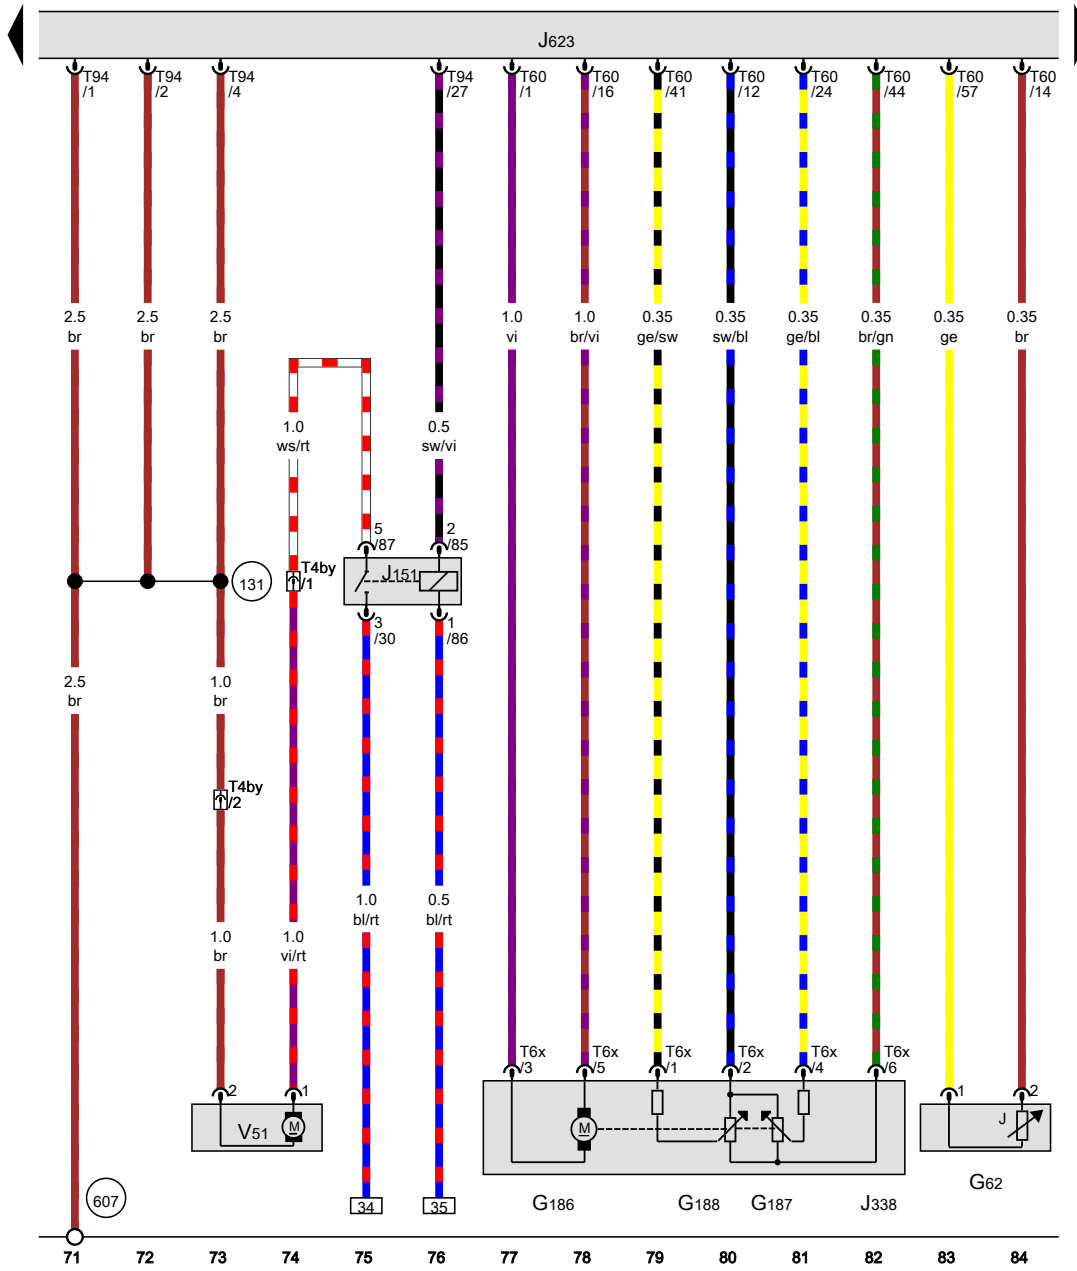 J623
T94 T94 T94 T94 T60 T60 T60 T60 T60 T60 T60 T60
/1 /2 /4 /27 /1 /16 /41 /12 /24 /44 /57 /14
2.5 2.5 2.5 1.0 1.0 0.35 0.35 0.35 0.35 0.35 0.35
br br br vi br/vi ge/sw sw/bl ge/bl br/gn ge br
1.0 0.5
ws/rt sw/vi
5 2
/87 /85
T4by J151
131 /1
3 1
/30 /86
2.5 1.0
br br
T4by
/2
1.0 0.5
bl/rt bl/rt
1.0 1.0
br vi/rt
T6x T6x T6x T6x T6x T6x
/3 /5 /1 /2 /4 /6
2 1 1 2
V51 M M J
G62
607 34 35 G186 G188 G187 J338
71 72 73 74 75 76 77 78 79 80 81 82 83 84